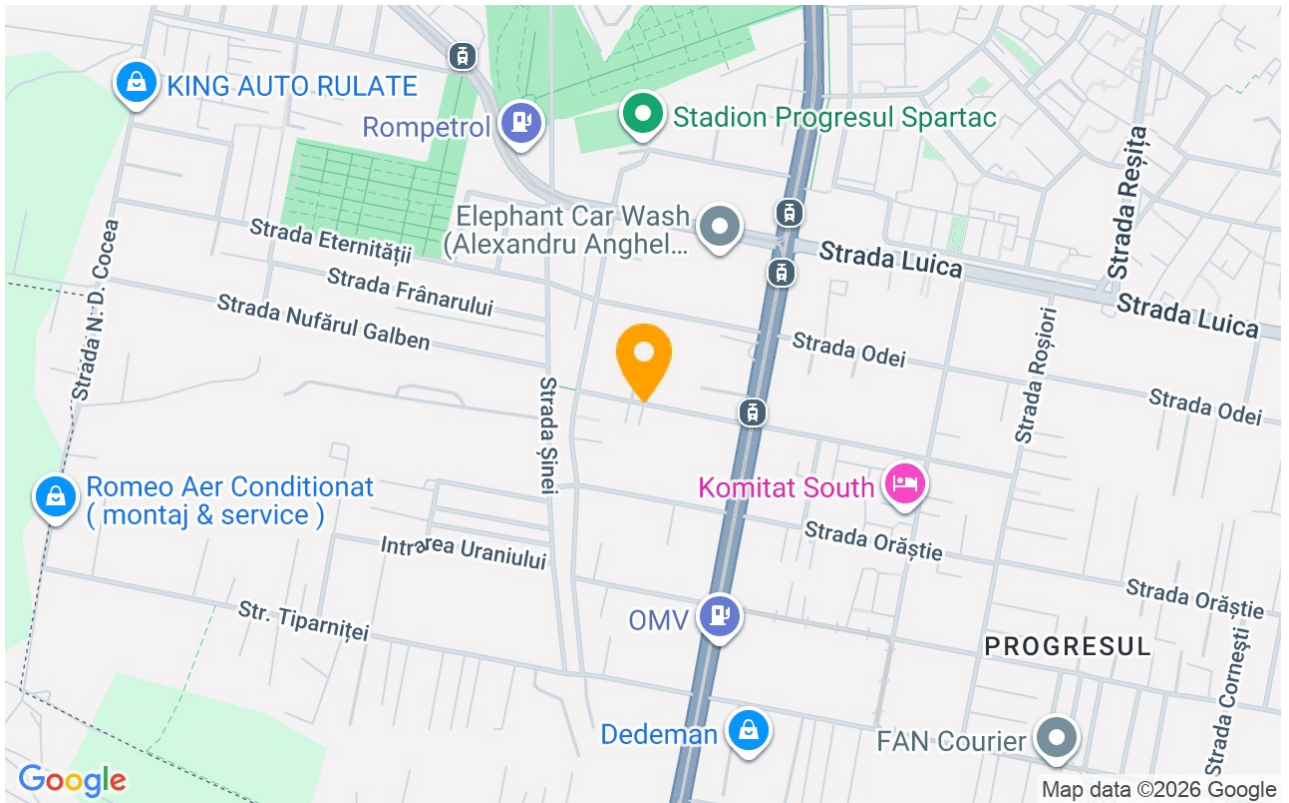 KING AUTO RULATE
Rompetrol
Stadion Progresul Spartac
Strada Reșița
Elephant Car Wash
(Alexandru Anghel...
Strada Eternității
Strada Luica
Strada N. D. Cocea
Strada Frânarului
Strada Nufărul Galben
Strada Luica
Strada Odei
Strada Roșiori
Strada Odei
Strada Șinei
Romeo Aer Conditionat
( montaj & service )
Komitat South
Intrarea Uraniului
Strada Orăștie
Strada Orăștie
Str. Tiparniței
OMV
PROGRESUL
Strada Cornești
Dedeman
FAN Courier
Google
Map data ©2026 Google